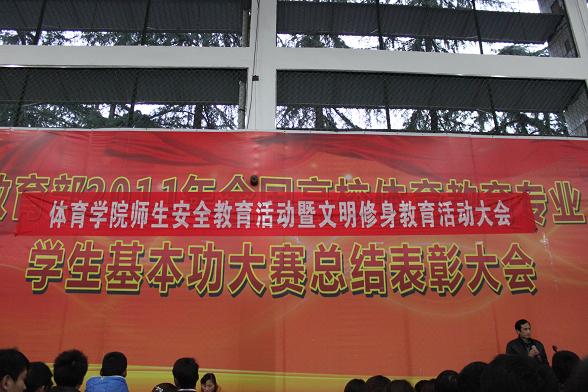 教育部2011年全国高校体育教育专业
体育学院师生安全教育活动暨文明修身教育活动大会
学生基本功大赛总结表彰大会